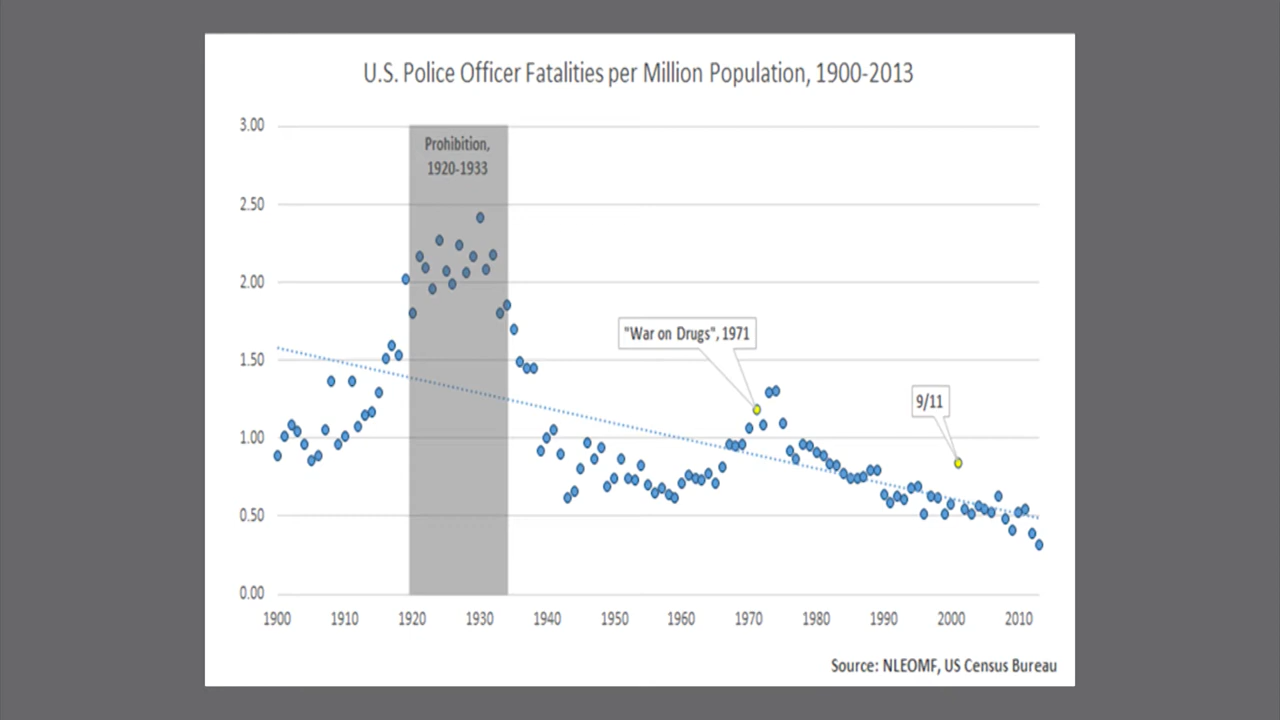 U.S. Police Officer Fatalities per Million Population, 1900-2013
3.00
Prohibition,
1920-1933
2.50
2.00
"War on Drugs", 1971
1.50
9/11
1.00
0.50
0.00
1900 1910 1920 1930 1940 1950 1960 1970 1980 1990 2000 2010
Source: NLEOMF, US Census Bureau